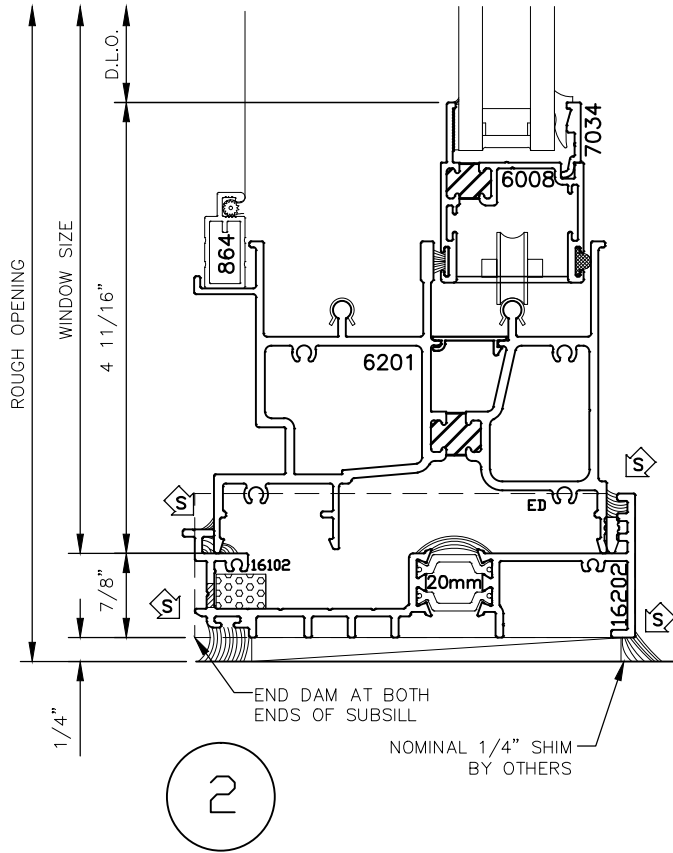 D.L.O.
7034
6008
864
WINDOW SIZE
ROUGH OPENING
4 11/16"
6201
S
S
ED
16102
20mm
16202
7/8"
S
S
END DAM AT BOTH
ENDS OF SUBSILL
1/4"
NOMINAL 1/4" SHIM
BY OTHERS
2